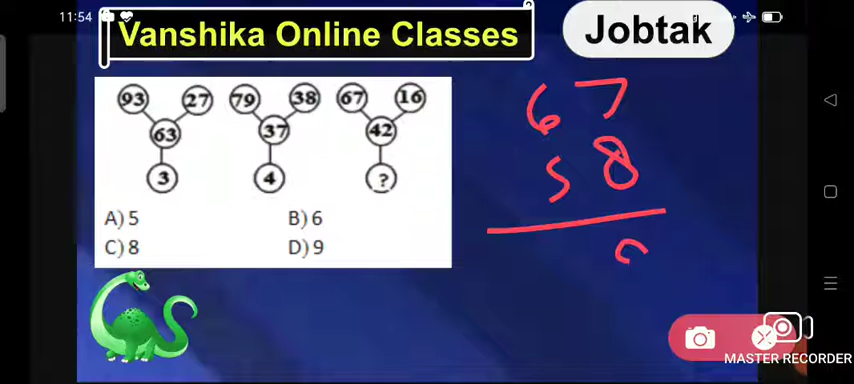 11:54
Vanshika Online Classes
Jobtak
93 27 79 38 67 16
63 37 42
3 4 ?
A) 5 B) 6
C) 8 D) 9
67
58
MASTER RECORDER